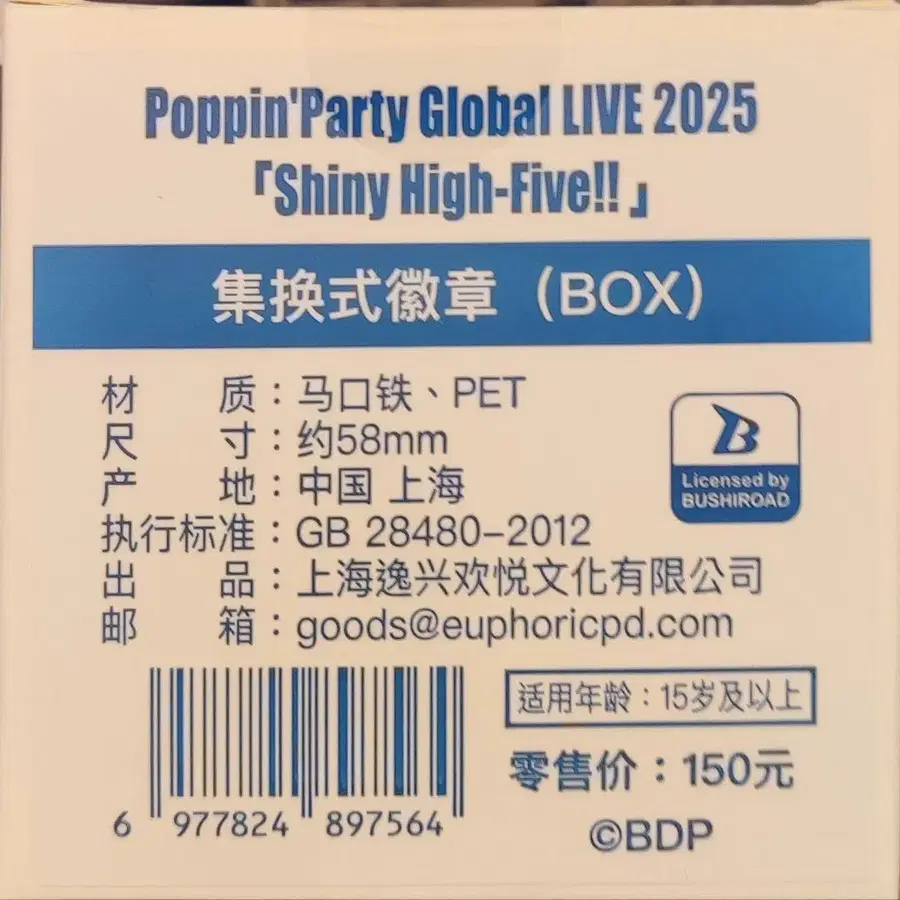 Poppin'Party Global LIVE 2025
「Shiny High-Five!!」
集换式徽章（BOX）
材 质：马口铁、PET
尺 寸：约58mm
产 地：中国 上海
执行标准：GB 28480-2012
出 品：上海逸兴欢悦文化有限公司
邮 箱：goods@euphoricpd.com
B
Licensed by
BUSHIROAD
适用年龄：15岁及以上
零售价：150元
6 977824 897564
©BDP